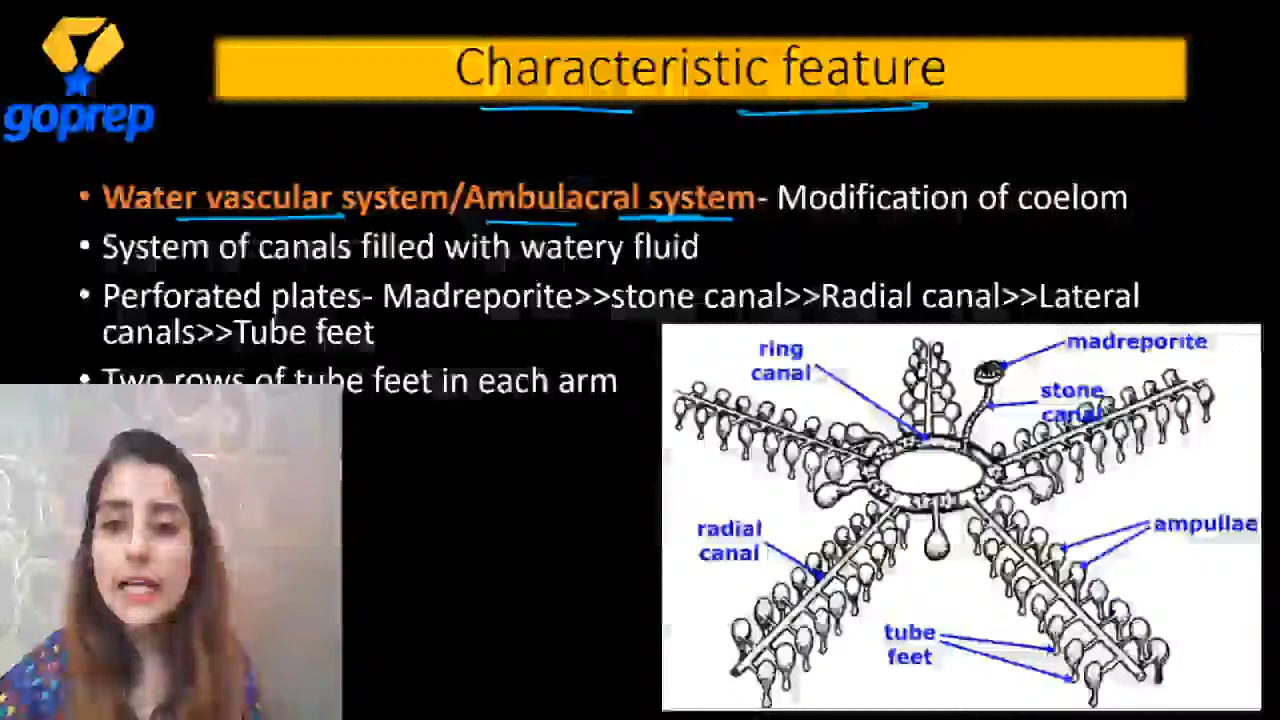 goprep
Characteristic feature
• Water vascular system/Ambulacral system- Modification of coelom
• System of canals filled with watery fluid
• Perforated plates- Madreporite>>stone canal>>Radial canal>>Lateral
canals>>Tube feet
• Two rows of tube feet in each arm
ring
canal
madreporite
stone
canal
radial
canal
ampullae
tube
feet